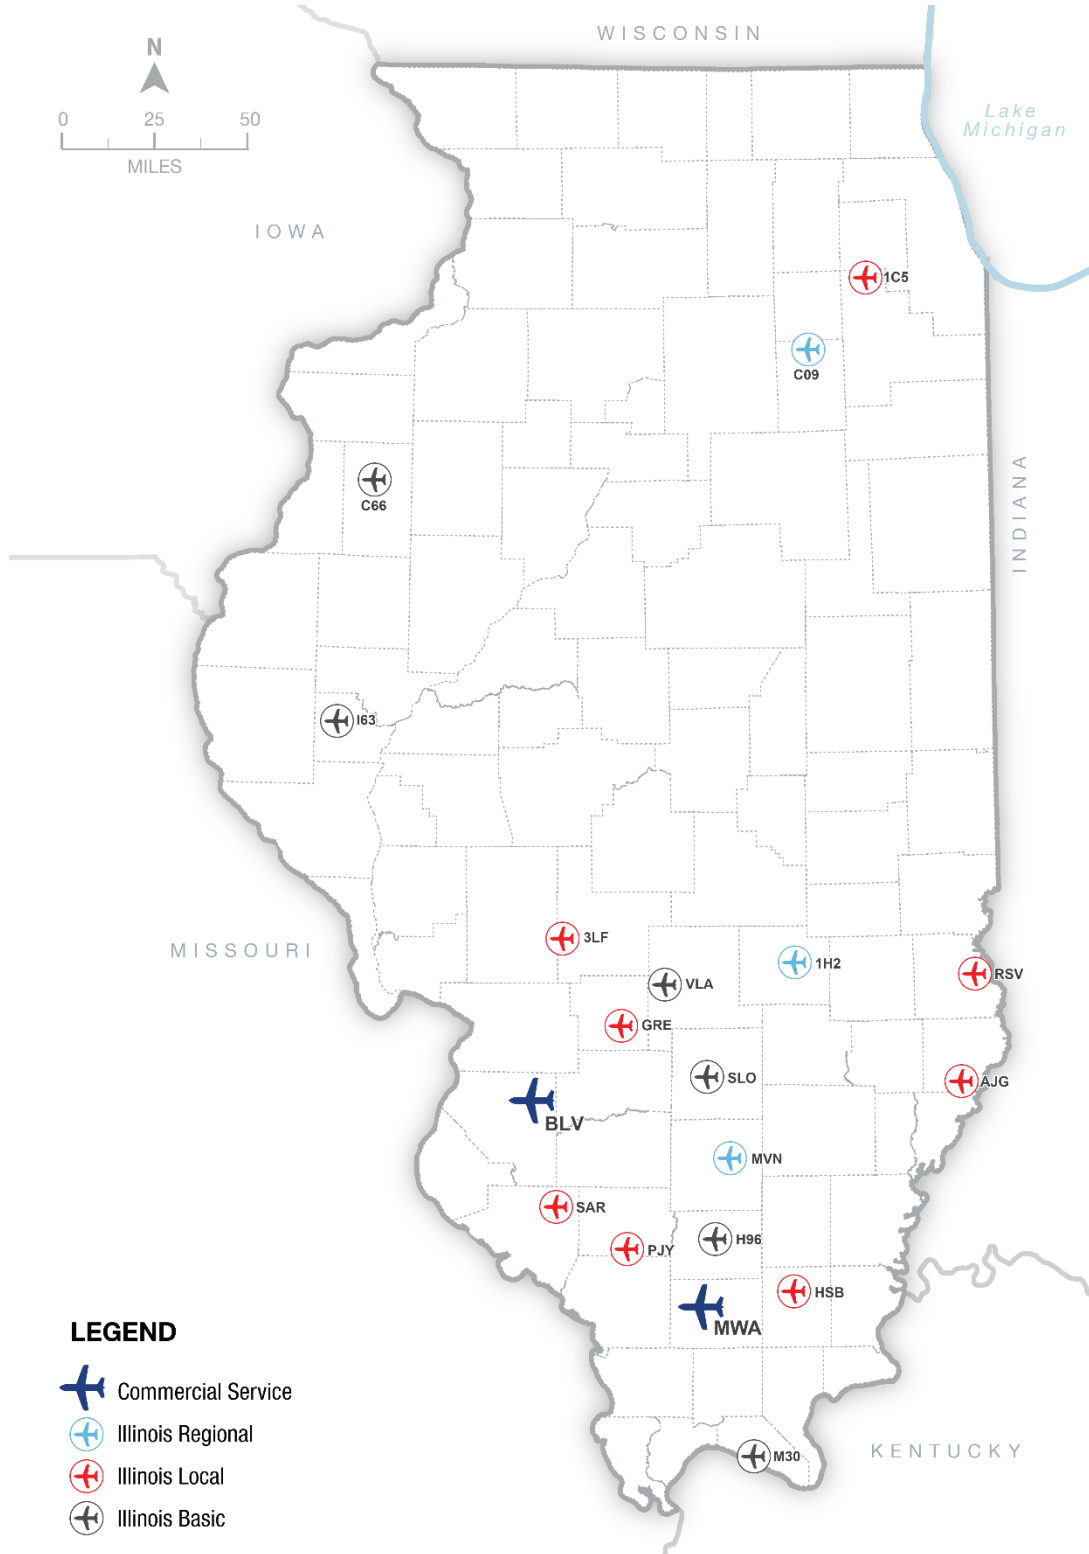 WISCONSIN
N
0 25 50
MILES
Lake
Michigan
IOWA
1C5
C09
INDIANA
C66
I63
MISSOURI
3LF
1H2
RSV
VLA
GRE
SLO
AJG
BLV
MVN
SAR
H96
PJY
HSB
MWA
LEGEND
Commercial Service
Illinois Regional
Illinois Local
Illinois Basic
KENTUCKY
M30